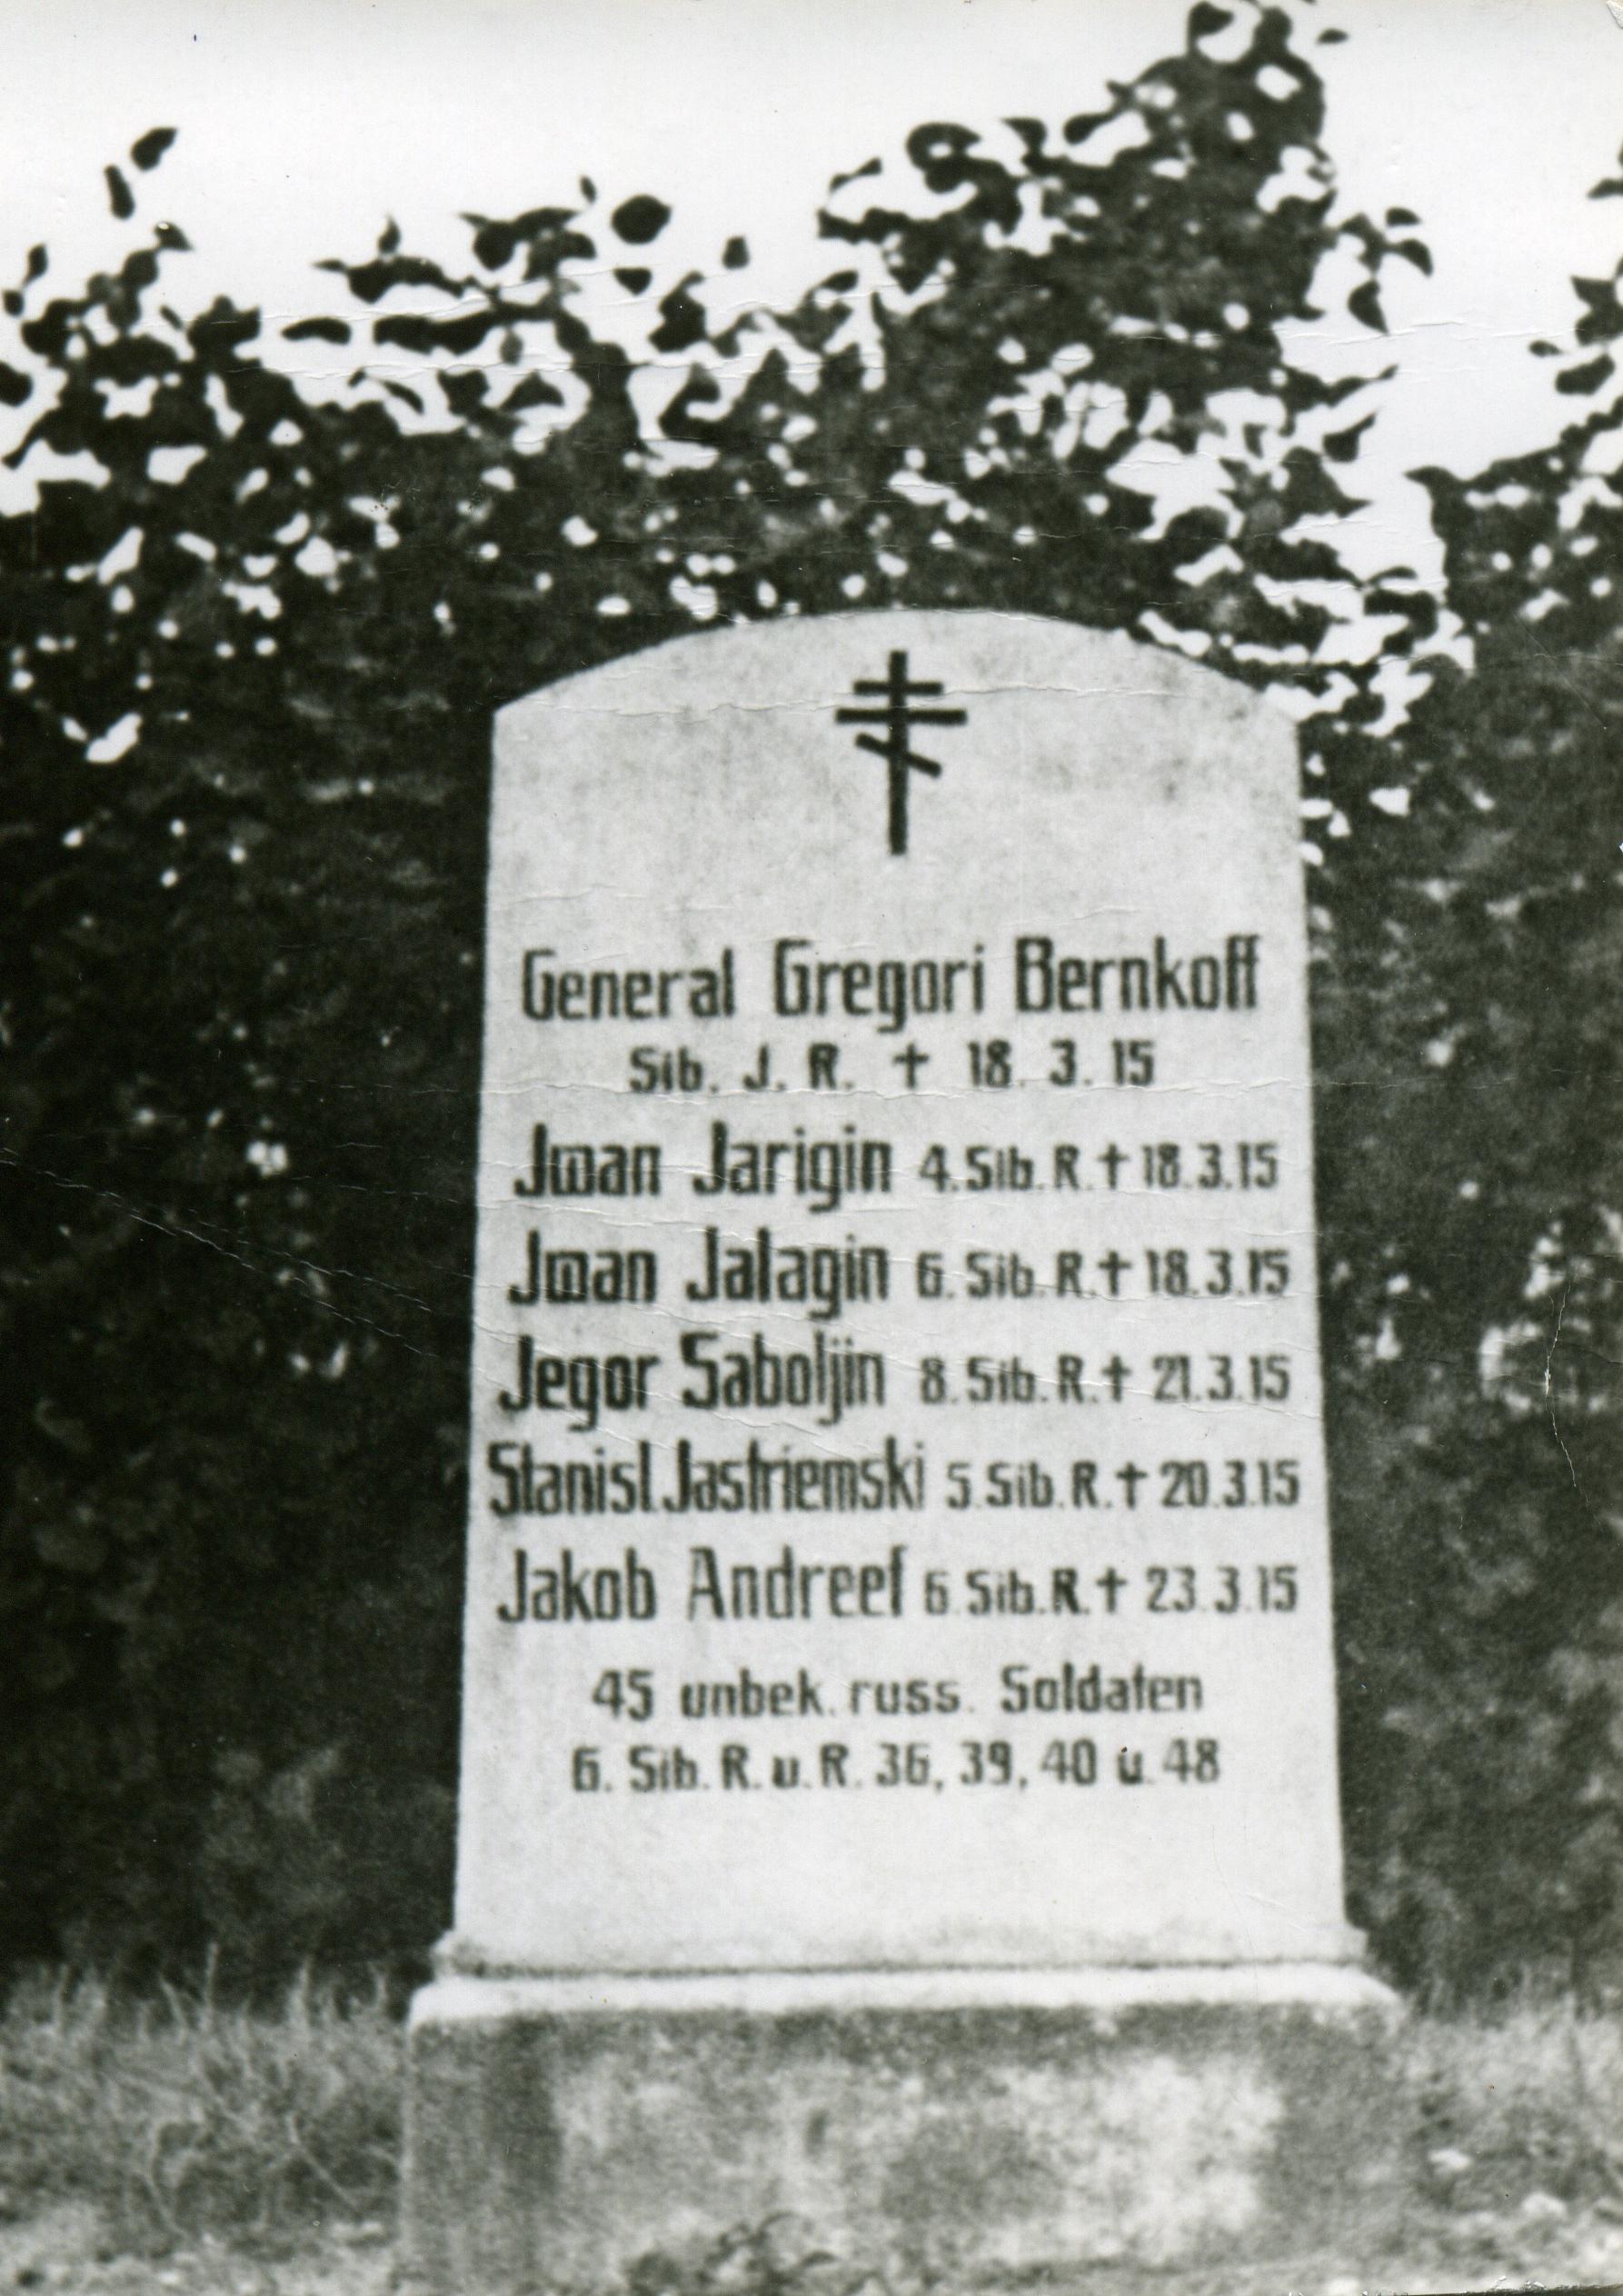 General Gregori Bernkoff
Sib. J. R. † 18. 3. 15
Jwan Jarigin 4. Sib. R. † 18.3.15
Jwan Jalagin 6. Sib. R. † 18.3.15
Jegor Saboljin 8. Sib. R. † 21.3.15
Stanisl. Jastriemski 5. Sib. R. † 20.3.15
Jakob Andreef 6. Sib. R. † 23.3.15
45 unbek. russ. Soldaten
6. Sib. R. u. R. 36, 39, 40 u. 48